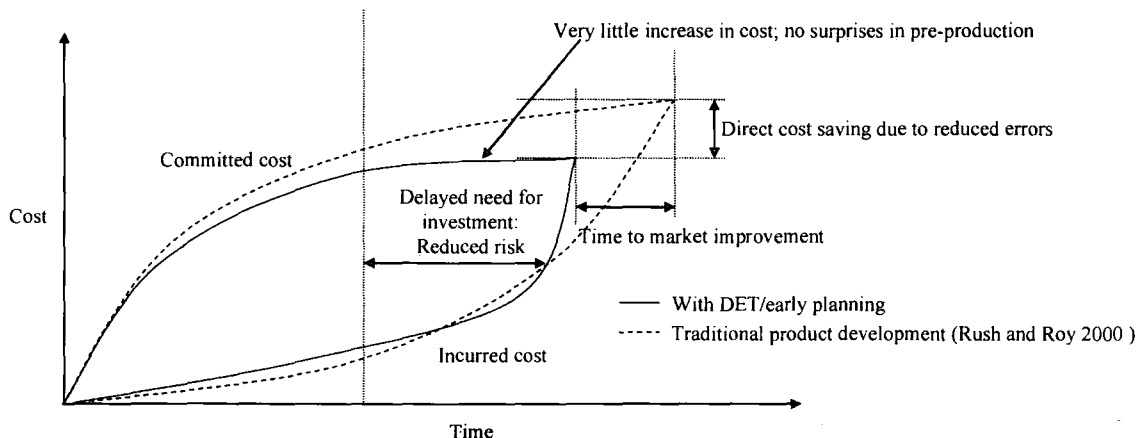 Very little increase in cost; no surprises in pre-production
Committed cost
Direct cost saving due to reduced errors
Cost
Delayed need for
investment:
Reduced risk
Time to market improvement
With DET/early planning
Traditional product development (Rush and Roy 2000 )
Incurred cost
Time